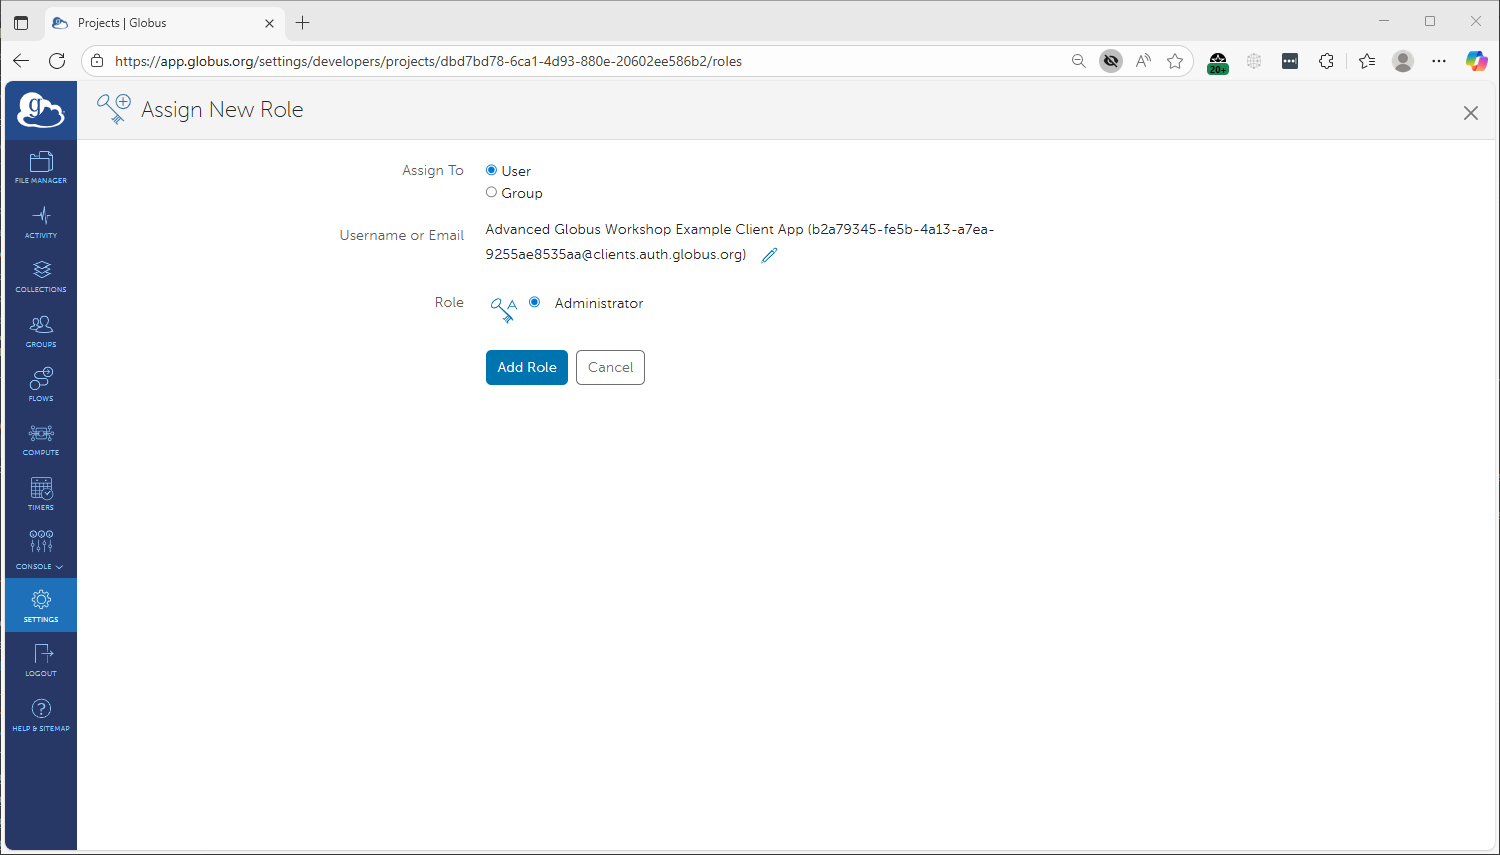 Projects | Globus
https://app.globus.org/settings/developers/projects/dbd7bd78-6ca1-4d93-880e-20602ee586b2/roles
20+
g
Assign New Role
FILE MANAGER
ACTIVITY
COLLECTIONS
GROUPS
FLOWS
COMPUTE
TIMERS
CONSOLE
SETTINGS
LOGOUT
HELP & SITEMAP
Assign To
User
Group
Username or Email
Advanced Globus Workshop Example Client App (b2a79345-fe5b-4a13-a7ea-
9255ae8535aa@clients.auth.globus.org)
Role
A
Administrator
Add Role
Cancel